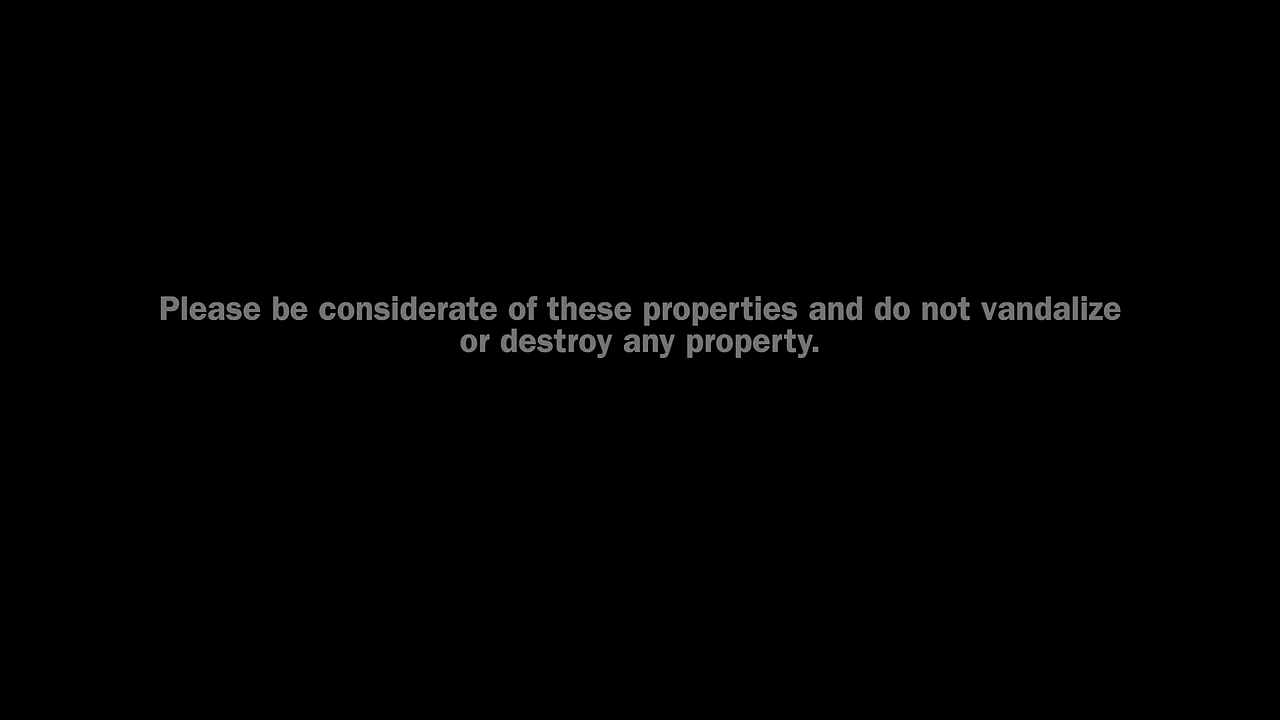 Please be considerate of these properties and do not vandalize
or destroy any property.